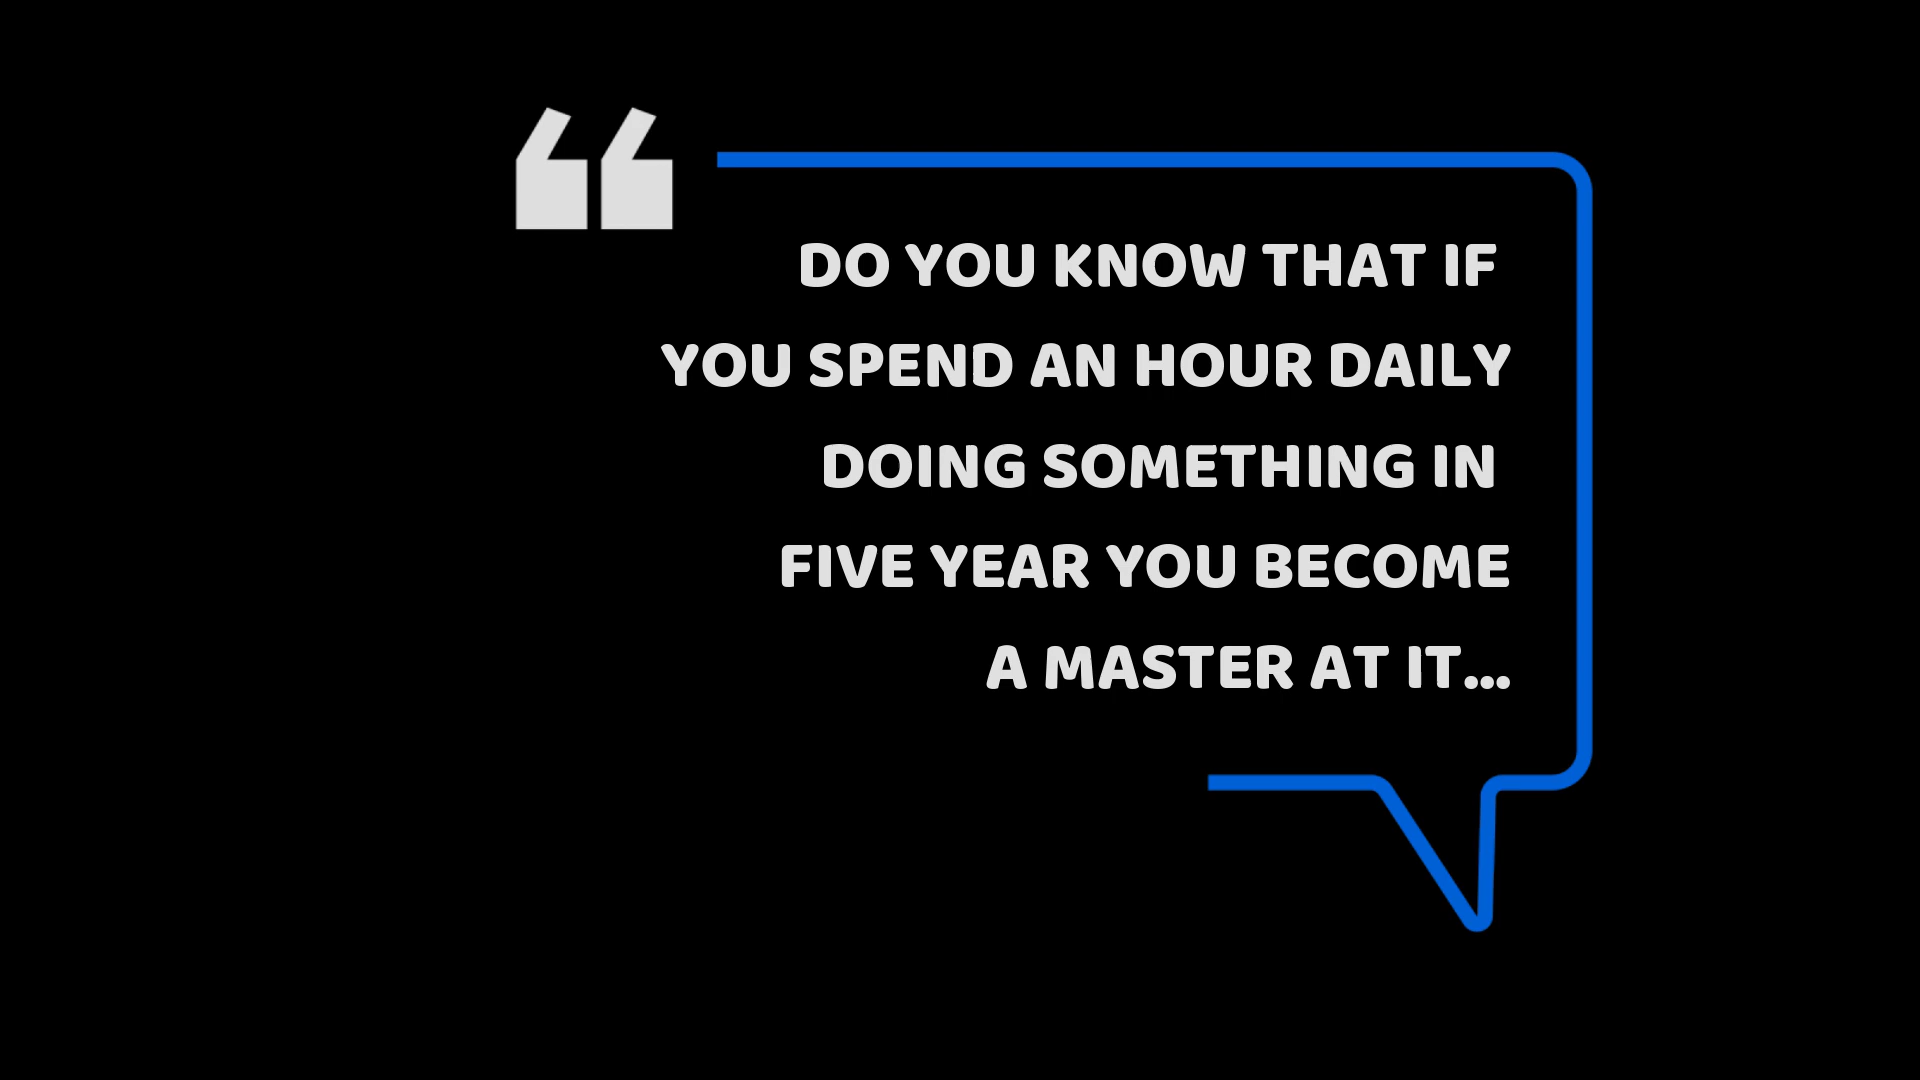 DO YOU KNOW THAT IF
YOU SPEND AN HOUR DAILY
DOING SOMETHING IN
FIVE YEAR YOU BECOME
A MASTER AT IT...